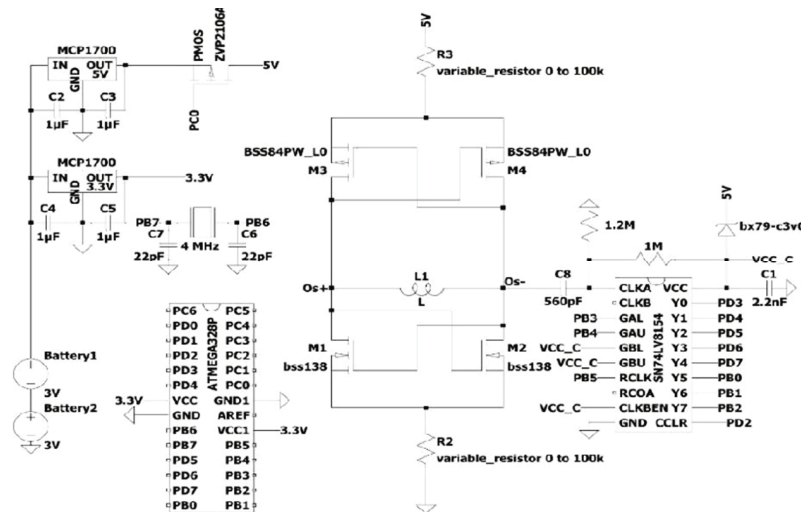 MCP1700
IN OUT
5V
GND
C2
1µF
C3
1µF
PMOS
ZVP2106A
5V
PC0
MCP1700
IN OUT
3.3V
GND
3.3V
C4
1µF
C5
1µF
PB7
PB6
C7
22pF
4 MHz
C6
22pF
Battery1
3V
Battery2
3V
ATMEGA328P
PC6 PC5
PD0 PC4
PD1 PC3
PD2 PC2
PD3 PC1
PD4 PC0
3.3V VCC GND1
GND AREF
PB6 VCC1 3.3V
PB7 PB5
PD5 PB4
PD6 PB3
PD7 PB2
PB0 PB1
5V
R3
variable_resistor 0 to 100k
BSS84PW_L0
M3
BSS84PW_L0
M4
Os+
L1
L
Os-
M1
bss138
M2
bss138
R2
variable_resistor 0 to 100k
C8
560pF
1.2M
1M
5V
VCC_C
C1
2.2nF
SN74LV8154
CLKA VCC
CLKB Y0 PD3
PB3 GAL Y1 PD4
PB4 GAU Y2 PD5
VCC_C GBL Y3 PD6
VCC_C GBU Y4 PD7
PB5 RCLK Y5 PB0
RCOA Y6 PB1
VCC_C CLKBEN Y7 PB2
GND CCLR PD2